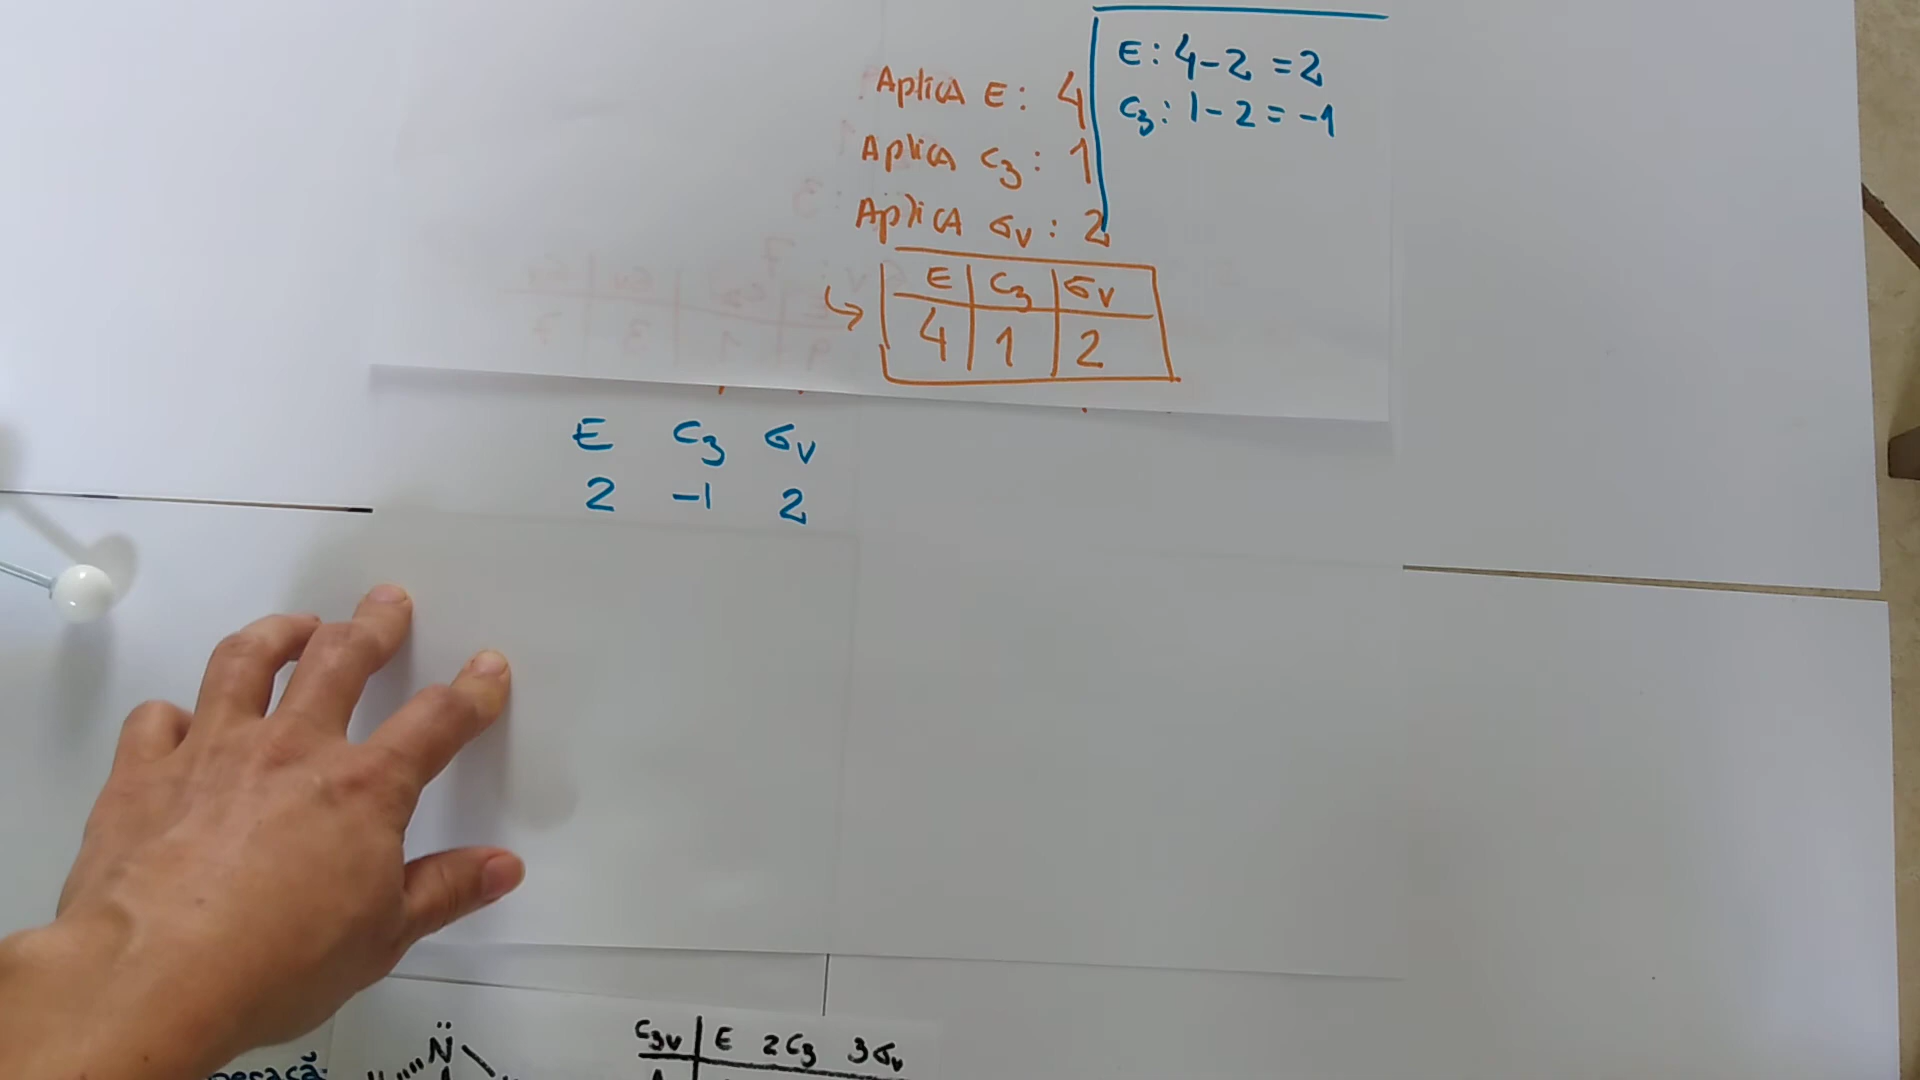 Aplica E: 4
Aplica C3: 1
Aplica σv: 2
E: 4-2 = 2
C3: 1-2 = -1
↳ E | C3 | σv
4 | 1 | 2
E C3 σv
2 -1 2
N
C3v | E 2C3 3σv